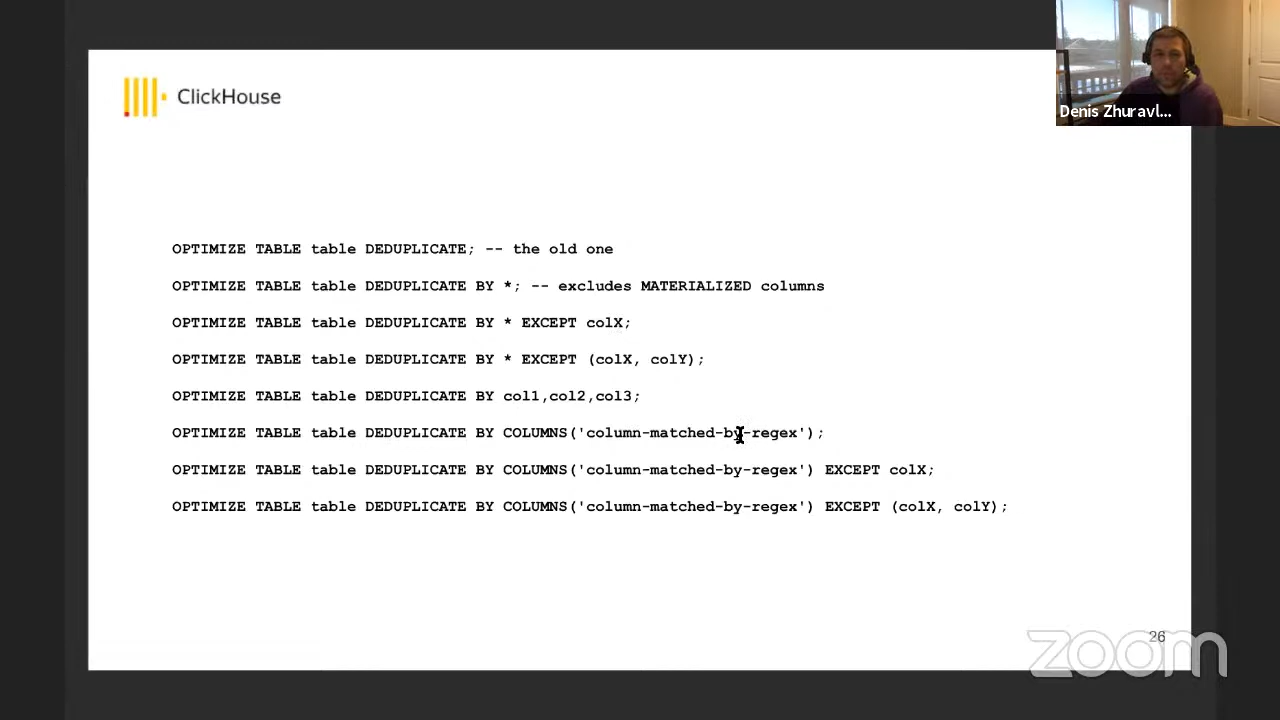 ClickHouse
Denis Zhuravl...
OPTIMIZE TABLE table DEDUPLICATE; -- the old one
OPTIMIZE TABLE table DEDUPLICATE BY *; -- excludes MATERIALIZED columns
OPTIMIZE TABLE table DEDUPLICATE BY * EXCEPT colX;
OPTIMIZE TABLE table DEDUPLICATE BY * EXCEPT (colX, colY);
OPTIMIZE TABLE table DEDUPLICATE BY col1,col2,col3;
OPTIMIZE TABLE table DEDUPLICATE BY COLUMNS('column-matched-by-regex');
OPTIMIZE TABLE table DEDUPLICATE BY COLUMNS('column-matched-by-regex') EXCEPT colX;
OPTIMIZE TABLE table DEDUPLICATE BY COLUMNS('column-matched-by-regex') EXCEPT (colX, colY);
26
zoom